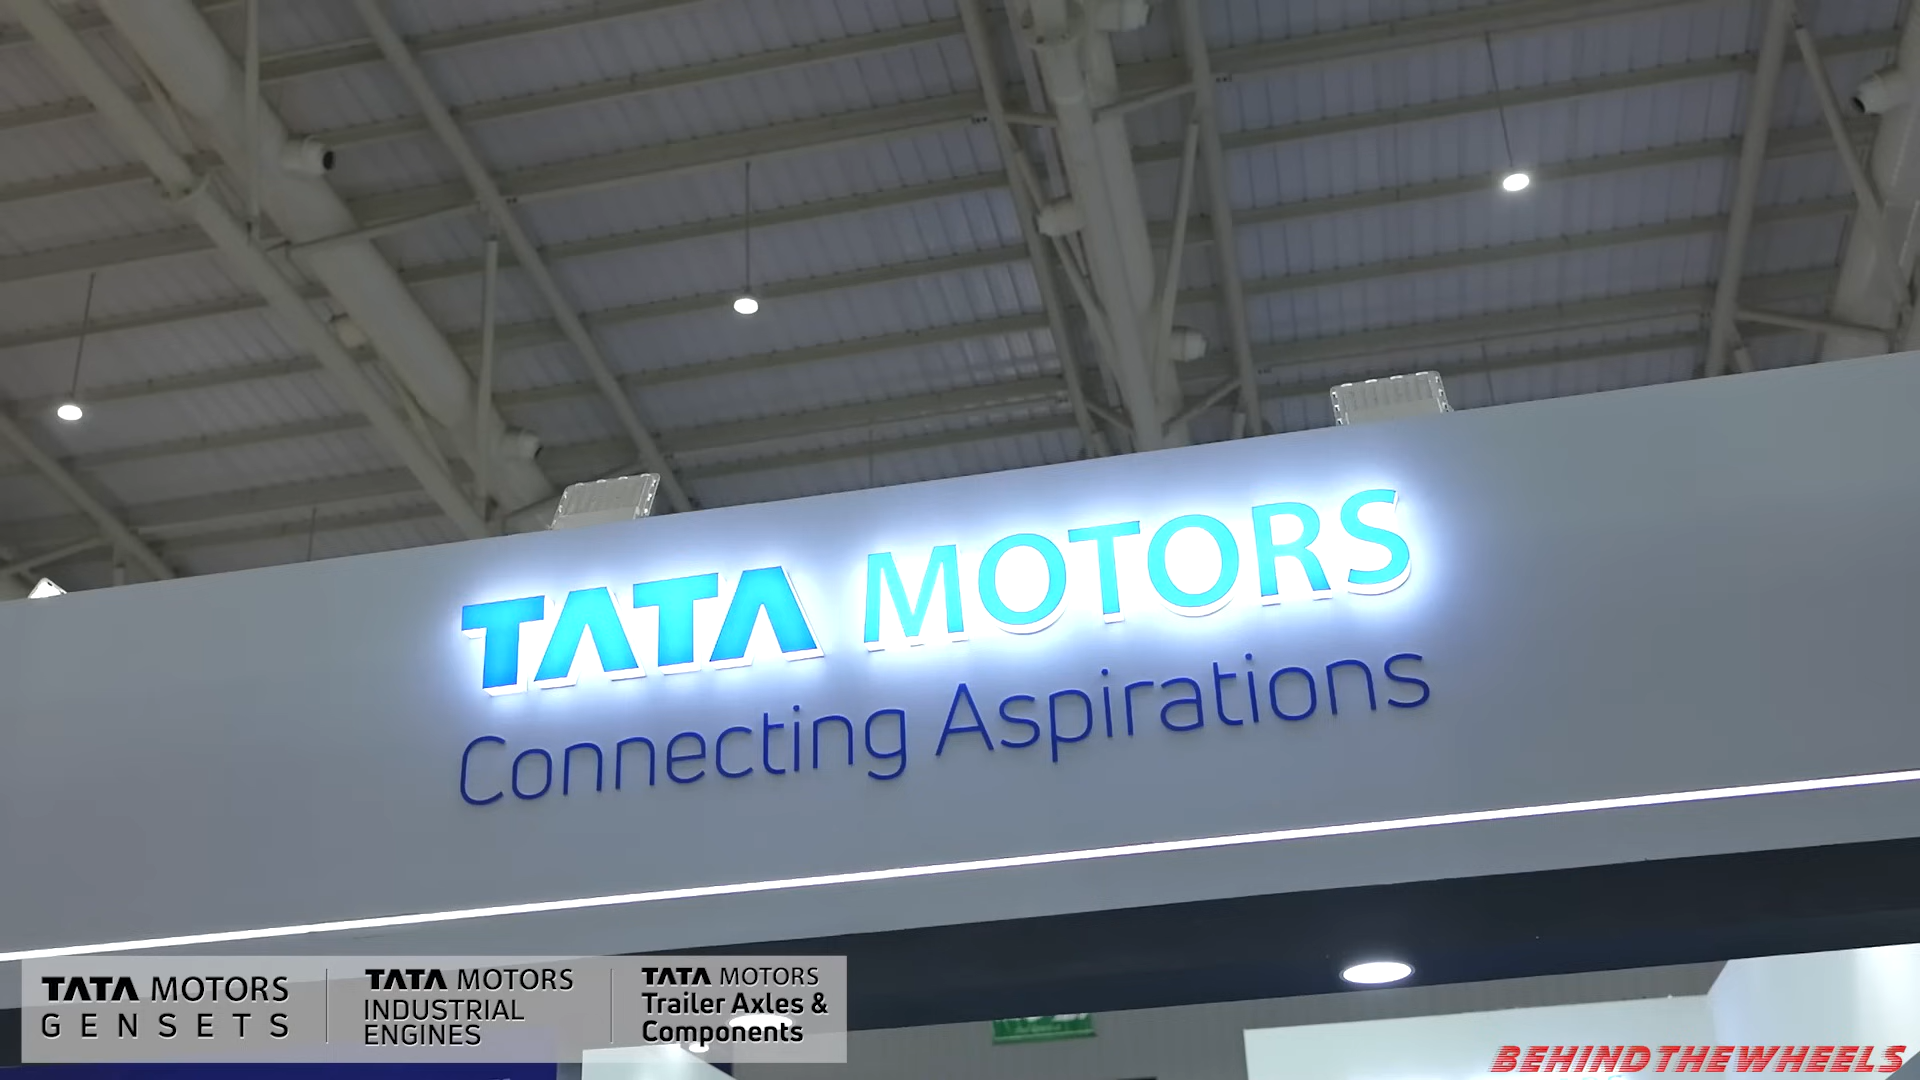 TATA MOTORS
Connecting Aspirations
TATA MOTORS
GENSETS
TATA MOTORS
INDUSTRIAL
ENGINES
TATA MOTORS
Trailer Axles &
Components
BEHINDTHEWHEELS